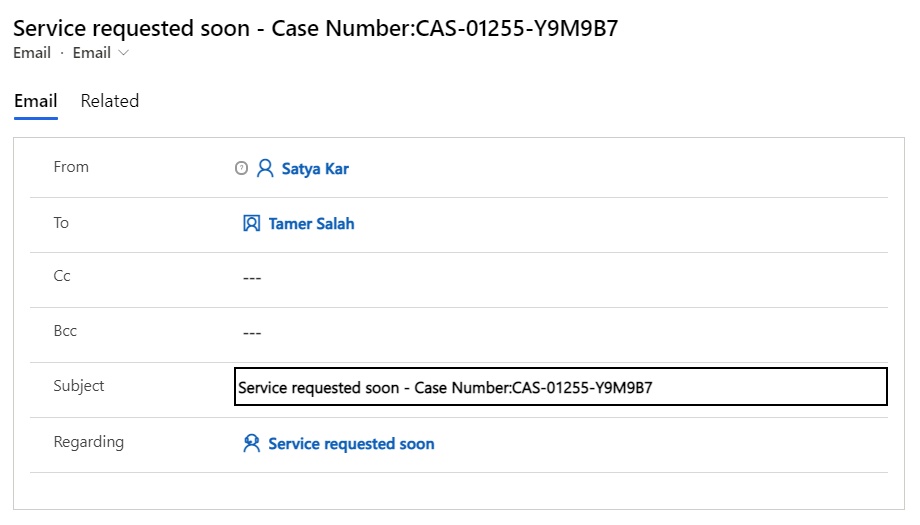 Service requested soon - Case Number:CAS-01255-Y9M9B7
Email · Email
Email Related
From Satya Kar
To Tamer Salah
Cc ---
Bcc ---
Subject Service requested soon - Case Number:CAS-01255-Y9M9B7
Regarding Service requested soon